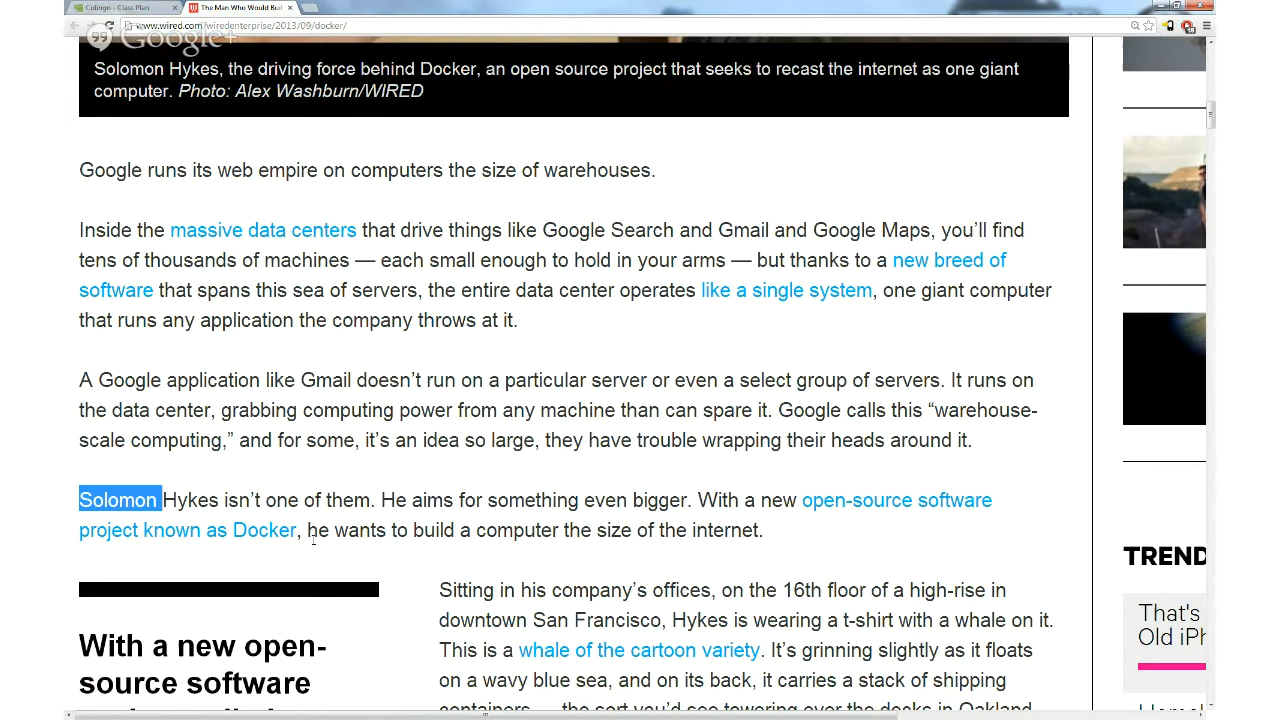 Colingo - Class Plan
The Man Who Would Buil
www.wired.com/wiredenterprise/2013/09/docker/
Google+
Solomon Hykes, the driving force behind Docker, an open source project that seeks to recast the internet as one giant
computer. Photo: Alex Washburn/WIRED
Google runs its web empire on computers the size of warehouses.
Inside the massive data centers that drive things like Google Search and Gmail and Google Maps, you’ll find
tens of thousands of machines — each small enough to hold in your arms — but thanks to a new breed of
software that spans this sea of servers, the entire data center operates like a single system, one giant computer
that runs any application the company throws at it.
A Google application like Gmail doesn’t run on a particular server or even a select group of servers. It runs on
the data center, grabbing computing power from any machine than can spare it. Google calls this “warehouse-
scale computing,” and for some, it’s an idea so large, they have trouble wrapping their heads around it.
Solomon Hykes isn’t one of them. He aims for something even bigger. With a new open-source software
project known as Docker, he wants to build a computer the size of the internet.
With a new open-
source software
Sitting in his company’s offices, on the 16th floor of a high-rise in
downtown San Francisco, Hykes is wearing a t-shirt with a whale on it.
This is a whale of the cartoon variety. It’s grinning slightly as it floats
on a wavy blue sea, and on its back, it carries a stack of shipping
containers — the sort you’d see towering over the docks in Oakland
TREND
That's
Old iPh